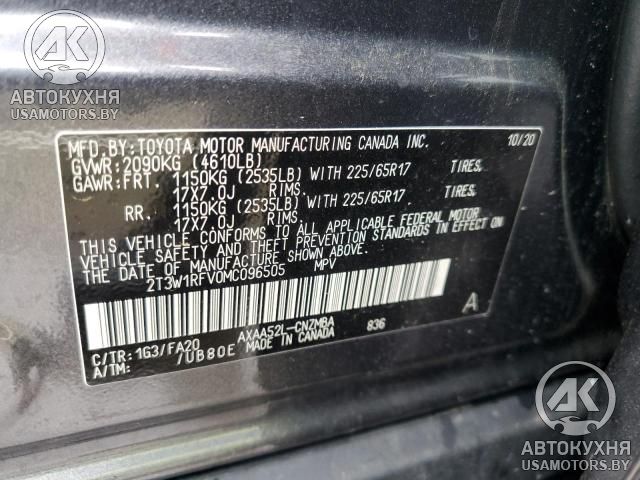 AK
АВТОКУХНЯ
USAMOTORS.BY
MFD.BY:TOYOTA MOTOR MANUFACTURING CANADA INC. 10/20
GVWR:2090KG (4610LB)
GAWR:FRT. 1150KG (2535LB) WITH 225/65R17 TIRES,
17X7.0J RIMS.
RR. 1150KG (2535LB) WITH 225/65R17 TIRES,
17X7.0J RIMS.
THIS VEHICLE CONFORMS TO ALL APPLICABLE FEDERAL MOTOR
VEHICLE SAFETY AND THEFT PREVENTION STANDARDS IN EFFECT ON
THE DATE OF MANUFACTURE SHOWN ABOVE.
2T3W1RFV0MC096505 MPV
A
C/TR:1G3/FA20 AXAA52L-CNZMBA 836
A/TM: /UB80E MADE IN CANADA
AK
АВТОКУХНЯ
USAMOTORS.BY